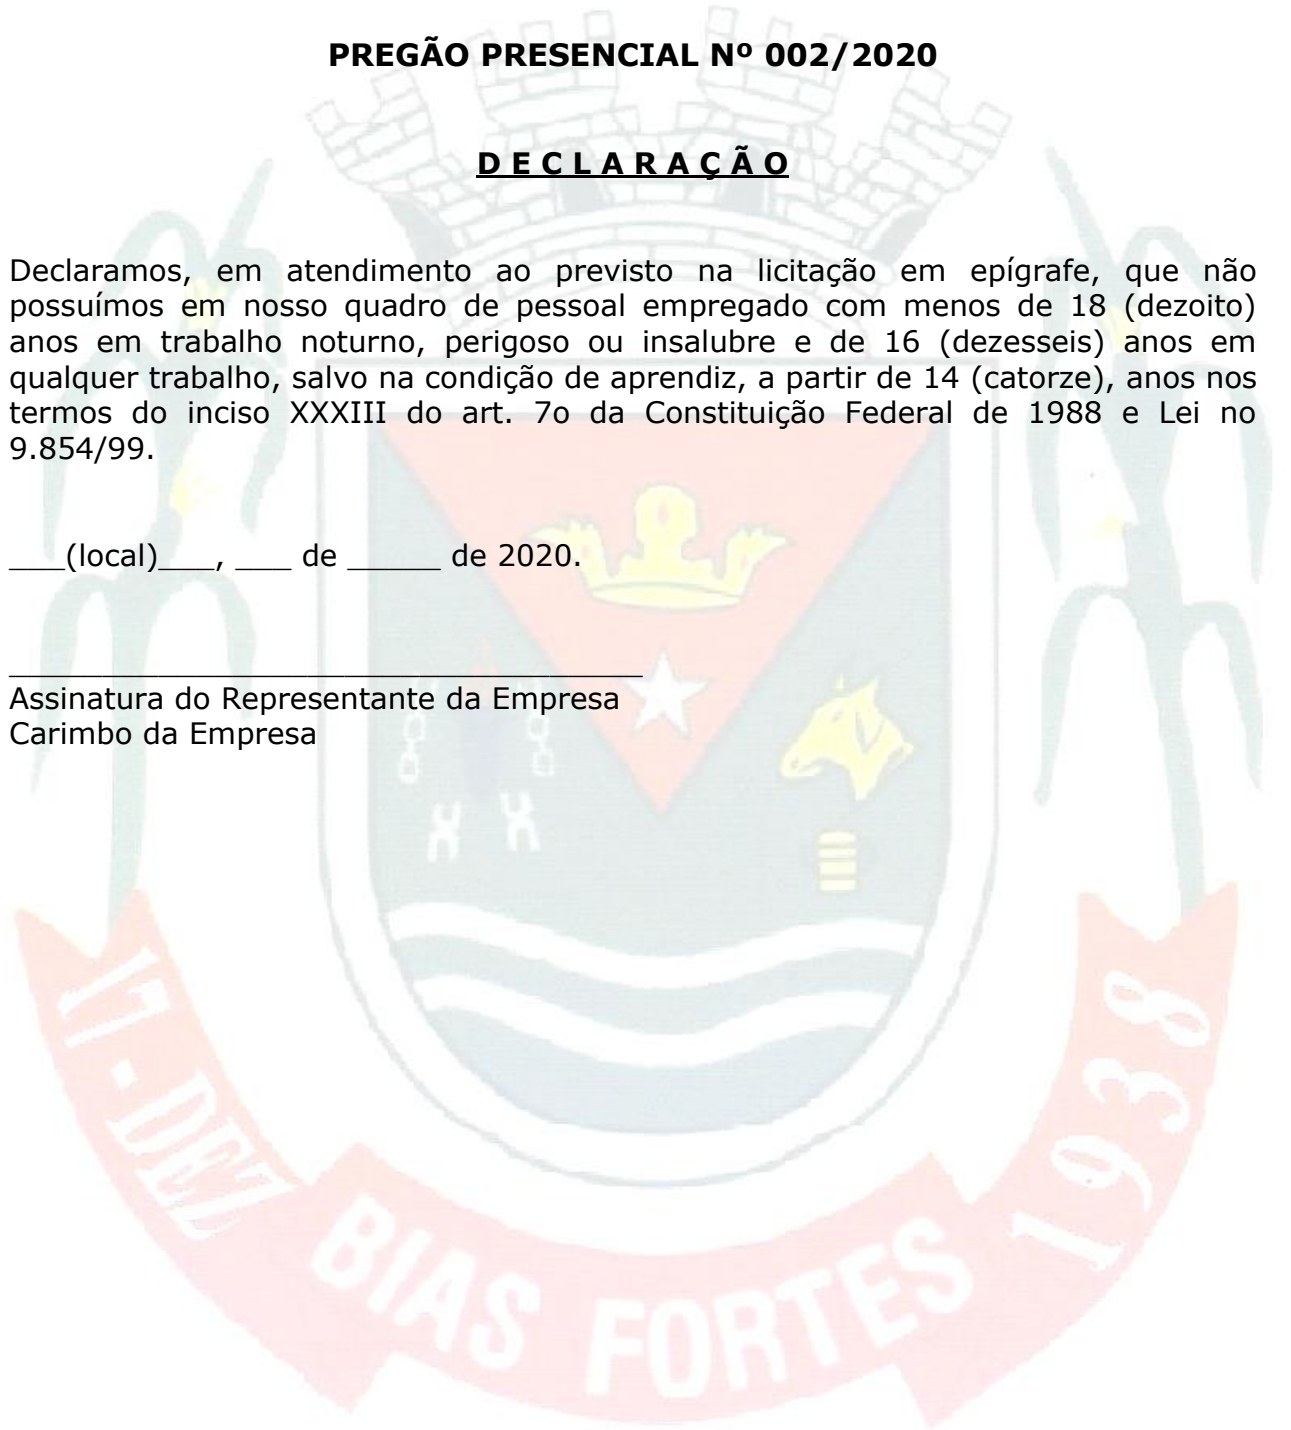 PREGÃO PRESENCIAL Nº 002/2020
D E C L A R A Ç Ã O
Declaramos, em atendimento ao previsto na licitação em epígrafe, que não
possuímos em nosso quadro de pessoal empregado com menos de 18 (dezoito)
anos em trabalho noturno, perigoso ou insalubre e de 16 (dezesseis) anos em
qualquer trabalho, salvo na condição de aprendiz, a partir de 14 (catorze), anos nos
termos do inciso XXXIII do art. 7o da Constituição Federal de 1988 e Lei no
9.854/99.
___(local)___, ___ de _____ de 2020.
__________________________________
Assinatura do Representante da Empresa
Carimbo da Empresa
17 - DEZ
BIAS FORTES
1938